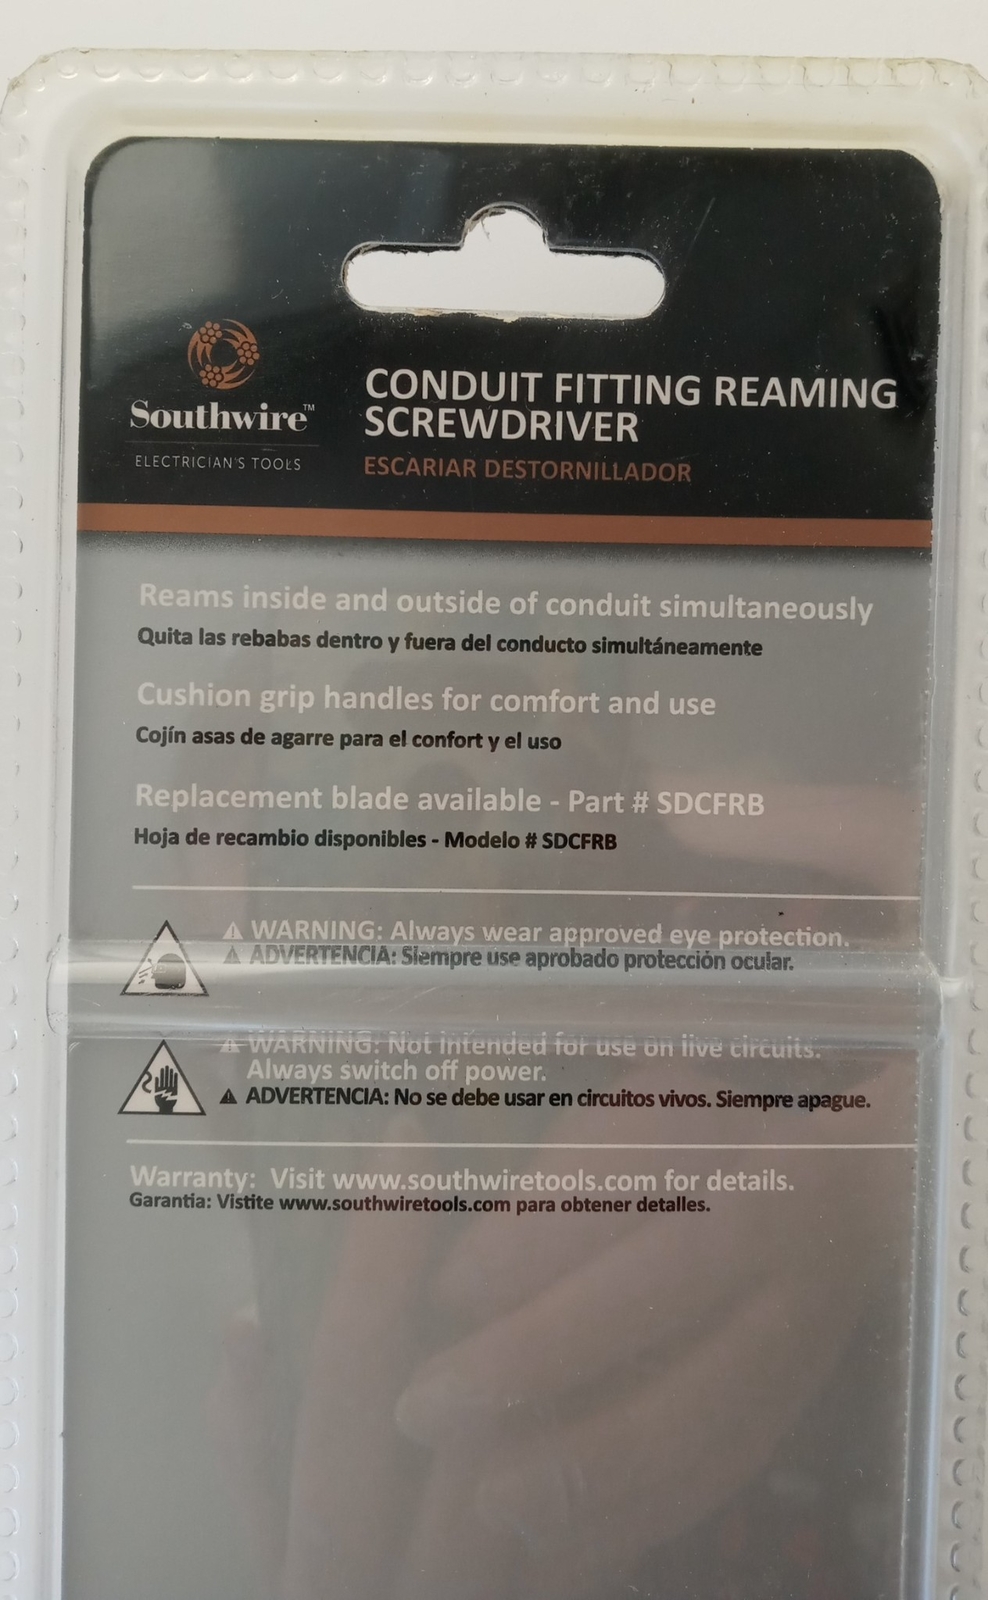 Southwire™
ELECTRICIAN'S TOOLS
CONDUIT FITTING REAMING
SCREWDRIVER
ESCARIAR DESTORNILLADOR
Reams inside and outside of conduit simultaneously
Quita las rebabas dentro y fuera del conducto simultáneamente
Cushion grip handles for comfort and use
Cojín asas de agarre para el confort y el uso
Replacement blade available - Part # SDCFRB
Hoja de recambio disponibles - Modelo # SDCFRB
⚠ WARNING: Always wear approved eye protection.
⚠ ADVERTENCIA: Siempre use aprobado protección ocular.
⚠ WARNING: Not intended for use on live circuits.
Always switch off power.
⚠ ADVERTENCIA: No se debe usar en circuitos vivos. Siempre apague.
Warranty: Visit www.southwiretools.com for details.
Garantia: Vistite www.southwiretools.com para obtener detalles.